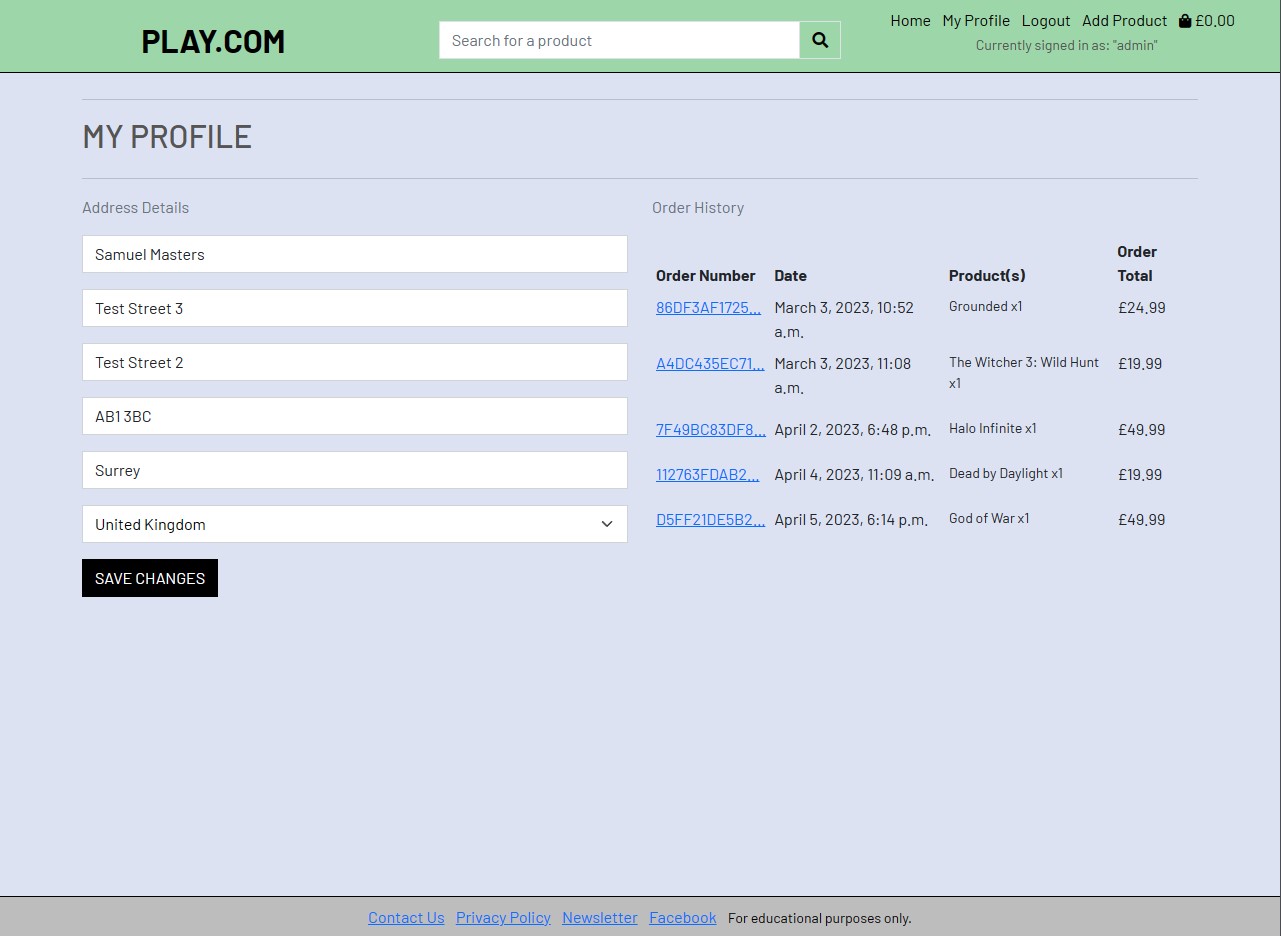 PLAY.COM
Search for a product
Home My Profile Logout Add Product £0.00
Currently signed in as: "admin"
MY PROFILE
Address Details
Samuel Masters
Test Street 3
Test Street 2
AB1 3BC
Surrey
United Kingdom
SAVE CHANGES
Order History
Order Number Date Product(s) Order
Total
86DF3AF1725... March 3, 2023, 10:52 Grounded x1 £24.99
a.m.
A4DC435EC71... March 3, 2023, 11:08 The Witcher 3: Wild Hunt £19.99
a.m. x1
7F49BC83DF8... April 2, 2023, 6:48 p.m. Halo Infinite x1 £49.99
112763FDAB2... April 4, 2023, 11:09 a.m. Dead by Daylight x1 £19.99
D5FF21DE5B2... April 5, 2023, 6:14 p.m. God of War x1 £49.99
Contact Us Privacy Policy Newsletter Facebook For educational purposes only.